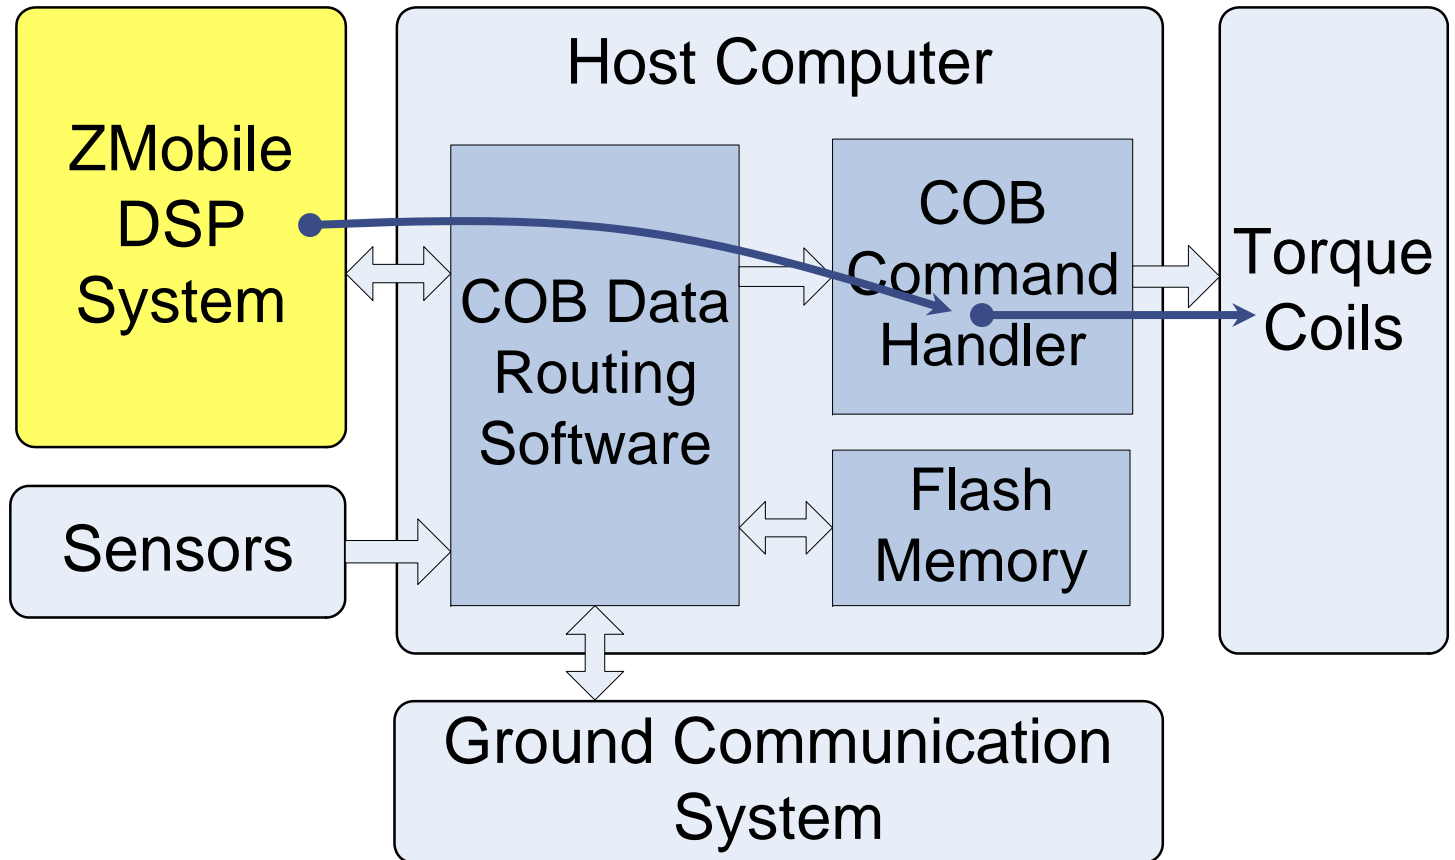 Host Computer
ZMobile
DSP
System
COB Data
Routing
Software
COB
Command
Handler
Torque
Coils
Sensors
Flash
Memory
Ground Communication
System